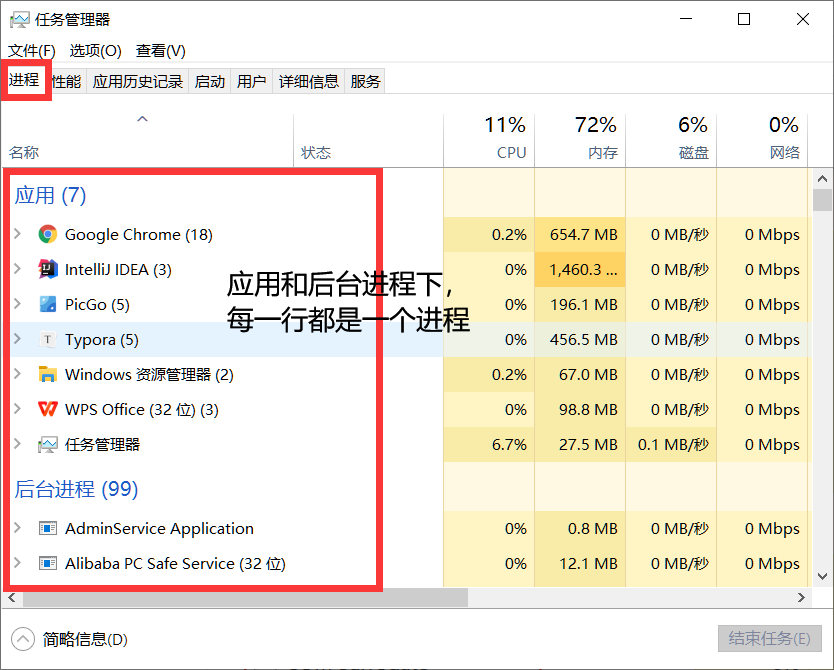 任务管理器
文件(F) 选项(O) 查看(V)
进程 性能 应用历史记录 启动 用户 详细信息 服务
11% 72% 6% 0%
名称 状态 CPU 内存 磁盘 网络
应用 (7)
Google Chrome (18) 0.2% 654.7 MB 0 MB/秒 0 Mbps
IntelliJ IDEA (3) 0% 1,460.3 ... 0 MB/秒 0 Mbps
应用和后台进程下，
PicGo (5) 0% 196.1 MB 0 MB/秒 0 Mbps
每一行都是一个进程
Typora (5) 0% 456.5 MB 0 MB/秒 0 Mbps
Windows 资源管理器 (2) 0.2% 67.0 MB 0 MB/秒 0 Mbps
WPS Office (32 位) (3) 0% 98.8 MB 0 MB/秒 0 Mbps
任务管理器 6.7% 27.5 MB 0.1 MB/秒 0 Mbps
后台进程 (99)
AdminService Application 0% 0.8 MB 0 MB/秒 0 Mbps
Alibaba PC Safe Service (32 位) 0% 12.1 MB 0 MB/秒 0 Mbps
简略信息(D) 结束任务(E)